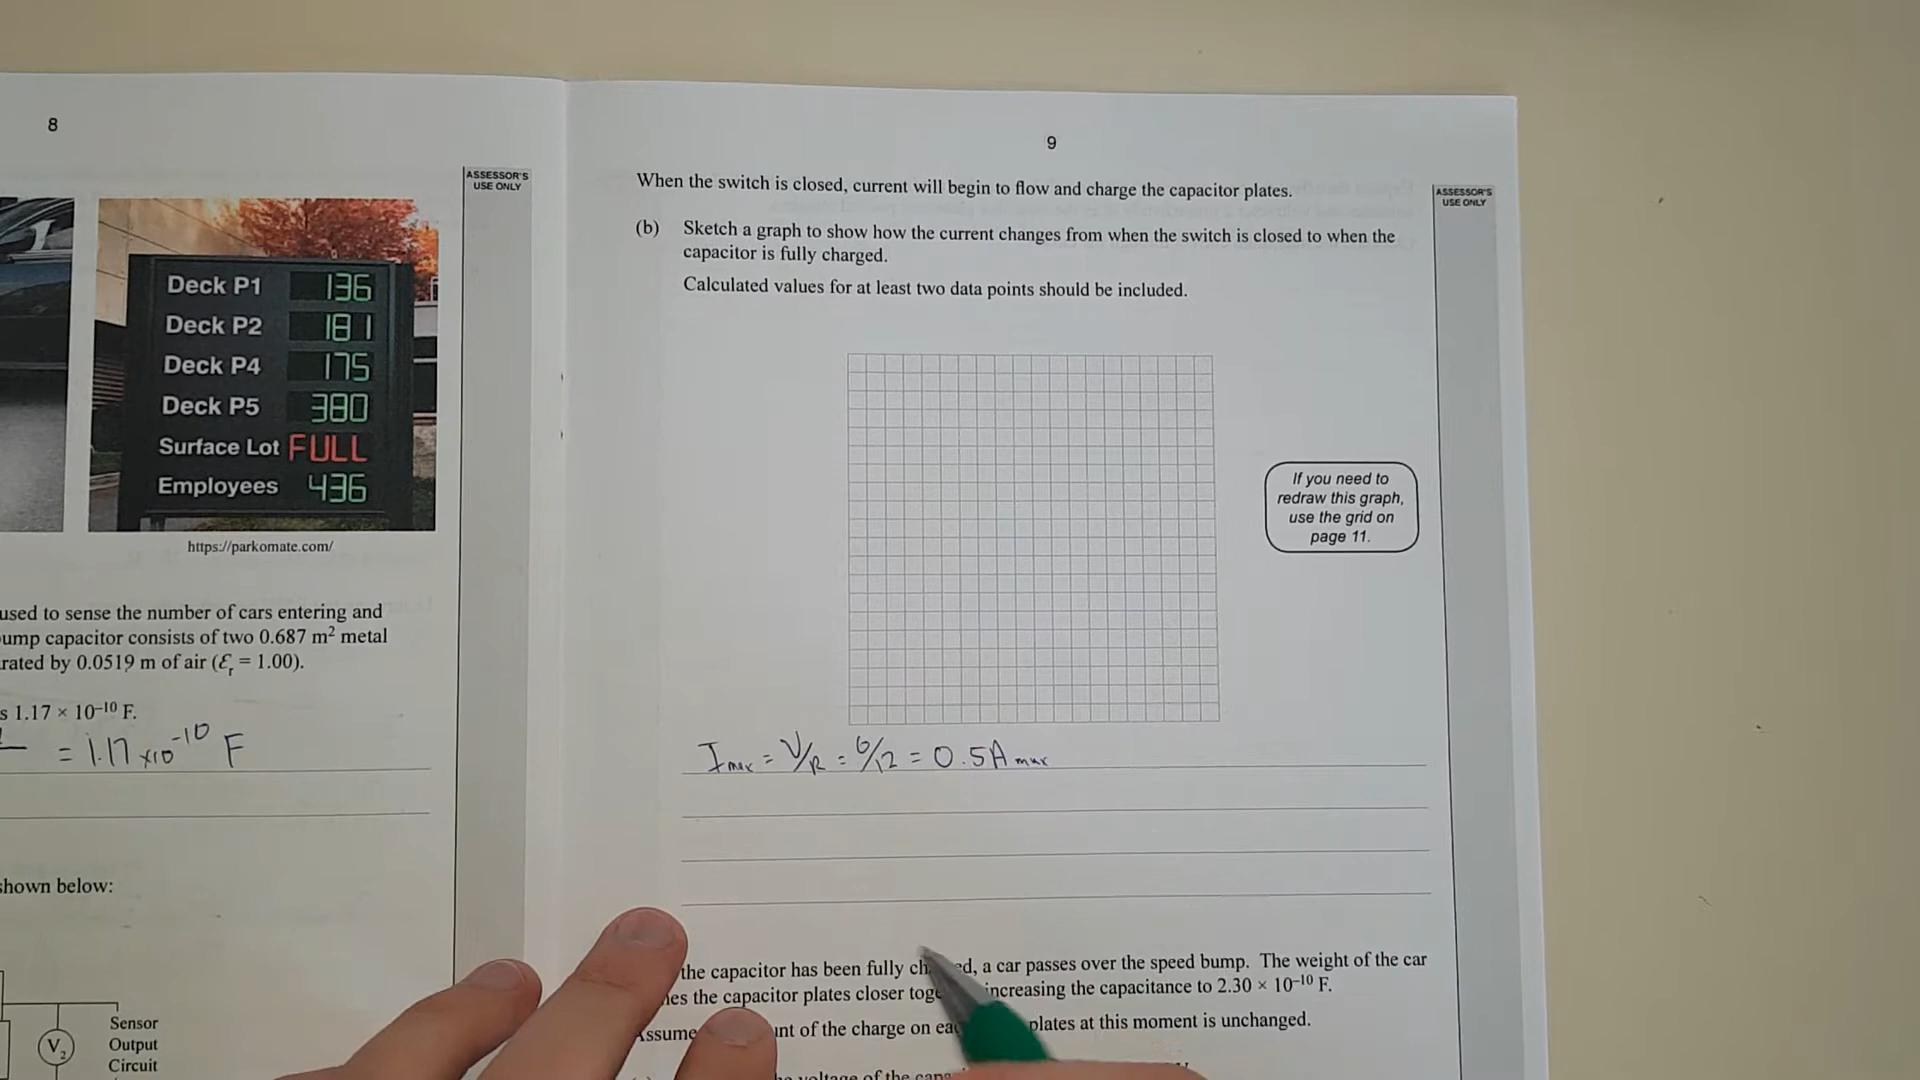 8
ASSESSOR'S
USE ONLY
Deck P1 136
Deck P2 181
Deck P4 175
Deck P5 380
Surface Lot FULL
Employees 436
https://parkomate.com/
used to sense the number of cars entering and
ump capacitor consists of two 0.687 m² metal
rated by 0.0519 m of air (ℰr = 1.00).
s 1.17 × 10⁻¹⁰ F.
= 1.17 x10⁻¹⁰ F
shown below:
Sensor
Output
Circuit
V₂
9
ASSESSOR'S
USE ONLY
When the switch is closed, current will begin to flow and charge the capacitor plates.
(b) Sketch a graph to show how the current changes from when the switch is closed to when the
capacitor is fully charged.
Calculated values for at least two data points should be included.
If you need to
redraw this graph,
use the grid on
page 11.
I max = V/R = 6/12 = 0.5A max
the capacitor has been fully ch ed, a car passes over the speed bump. The weight of the car
es the capacitor plates closer toge increasing the capacitance to 2.30 × 10⁻¹⁰ F.
ssume nt of the charge on ea plates at this moment is unchanged.
voltage of the cap